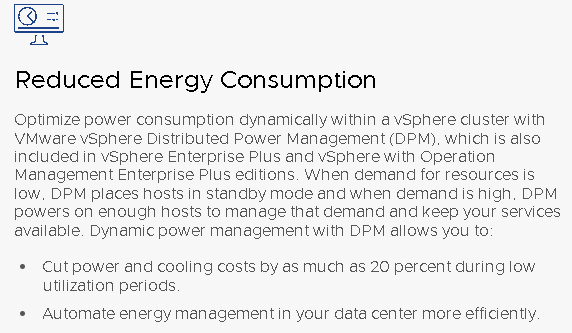 Reduced Energy Consumption
Optimize power consumption dynamically within a vSphere cluster with
VMware vSphere Distributed Power Management (DPM), which is also
included in vSphere Enterprise Plus and vSphere with Operation
Management Enterprise Plus editions. When demand for resources is
low, DPM places hosts in standby mode and when demand is high, DPM
powers on enough hosts to manage that demand and keep your services
available. Dynamic power management with DPM allows you to:
• Cut power and cooling costs by as much as 20 percent during low
utilization periods.
• Automate energy management in your data center more efficiently.